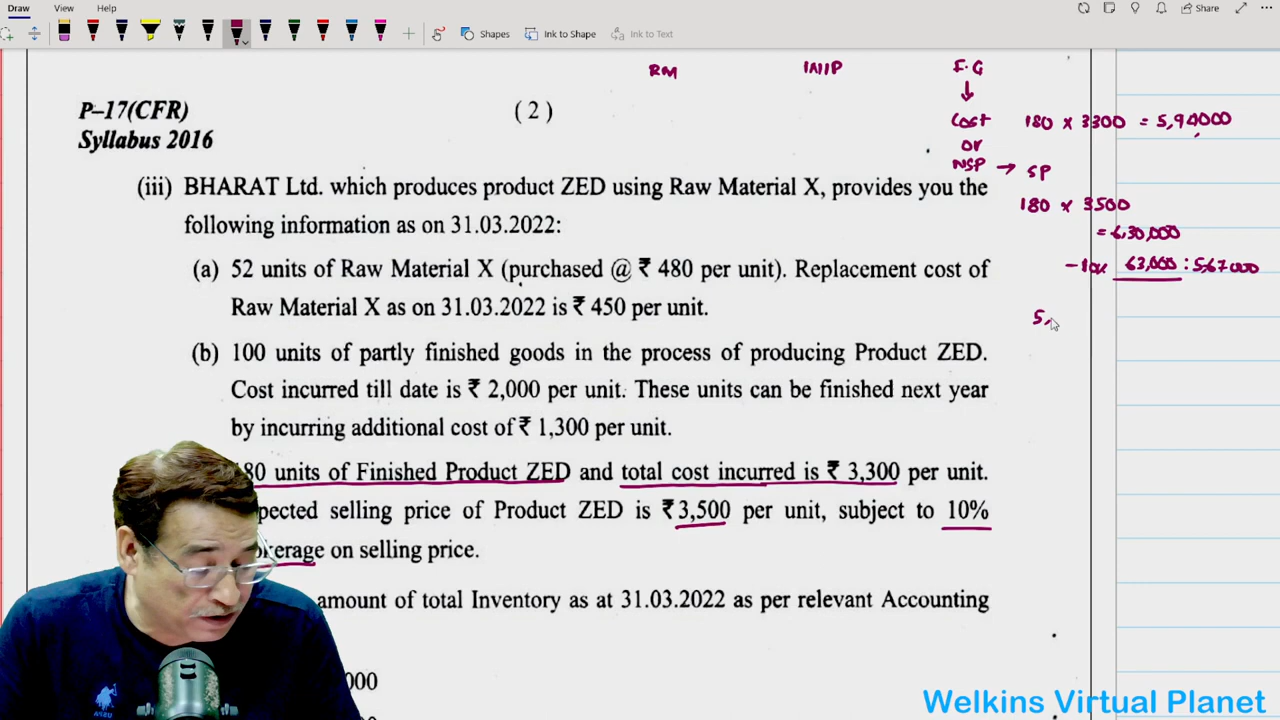 Draw View Help
Share
Shapes Ink to Shape Ink to Text
RM F.G
P–17(CFR) (2)
Syllabus 2016
Cost 180 x 3300 = 5,94000
or
NSP → SP
180 x 3500
= 6,30,000
-10% 63,000 : 567000
5,
(iii) BHARAT Ltd. which produces product ZED using Raw Material X, provides you the
following information as on 31.03.2022:
(a) 52 units of Raw Material X (purchased @ ₹ 480 per unit). Replacement cost of
Raw Material X as on 31.03.2022 is ₹ 450 per unit.
(b) 100 units of partly finished goods in the process of producing Product ZED.
Cost incurred till date is ₹ 2,000 per unit. These units can be finished next year
by incurring additional cost of ₹ 1,300 per unit.
80 units of Finished Product ZED and total cost incurred is ₹ 3,300 per unit.
pected selling price of Product ZED is ₹ 3,500 per unit, subject to 10%
kerage on selling price.
amount of total Inventory as at 31.03.2022 as per relevant Accounting
000
Welkins Virtual Planet